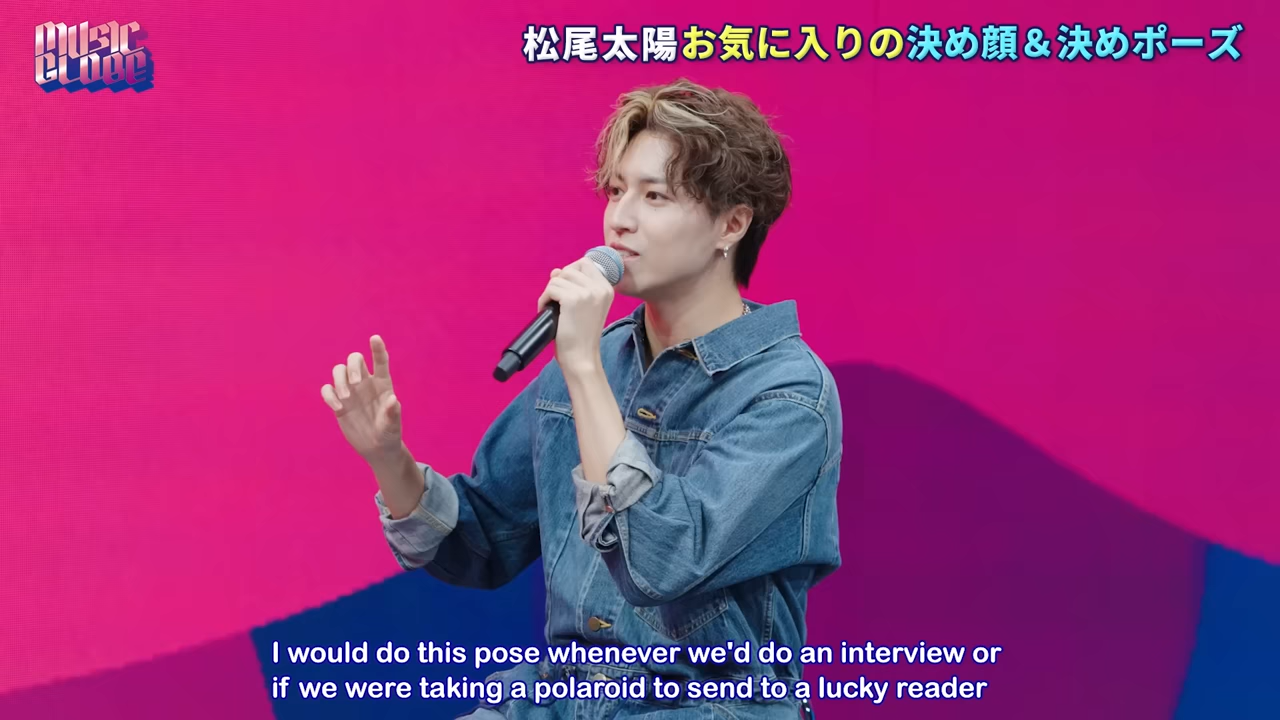 MUSIC
GLOBE
松尾太陽お気に入りの決め顔＆決めポーズ
I would do this pose whenever we'd do an interview or
if we were taking a polaroid to send to a lucky reader